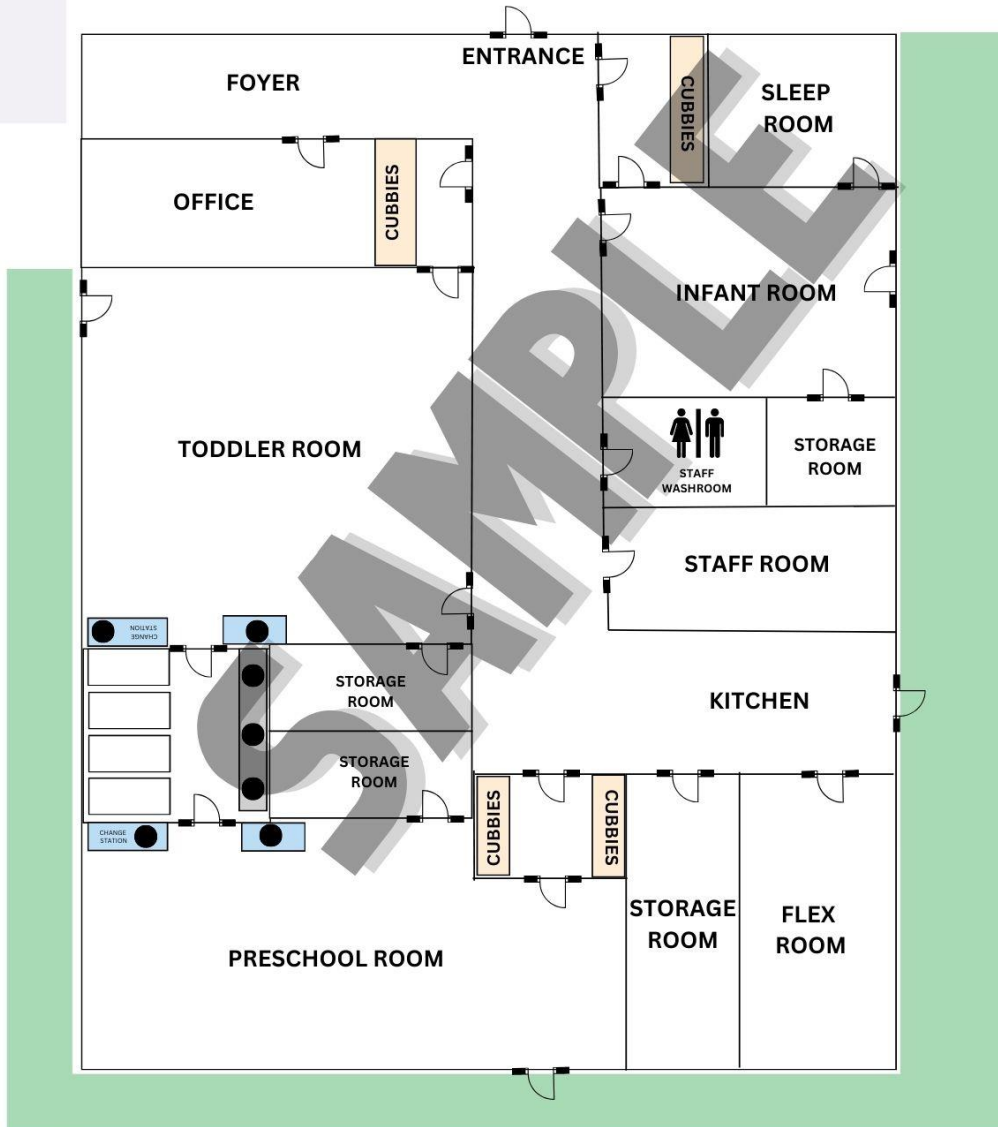 ENTRANCE
FOYER
CUBBIES
SLEEP
ROOM
OFFICE
CUBBIES
INFANT ROOM
TODDLER ROOM
STAFF
WASHROOM
STORAGE
ROOM
STAFF ROOM
CHANGE
STATION
STORAGE
ROOM
KITCHEN
STORAGE
ROOM
CUBBIES
CUBBIES
CHANGE
STATION
STORAGE
ROOM
FLEX
ROOM
PRESCHOOL ROOM
SAMPLE